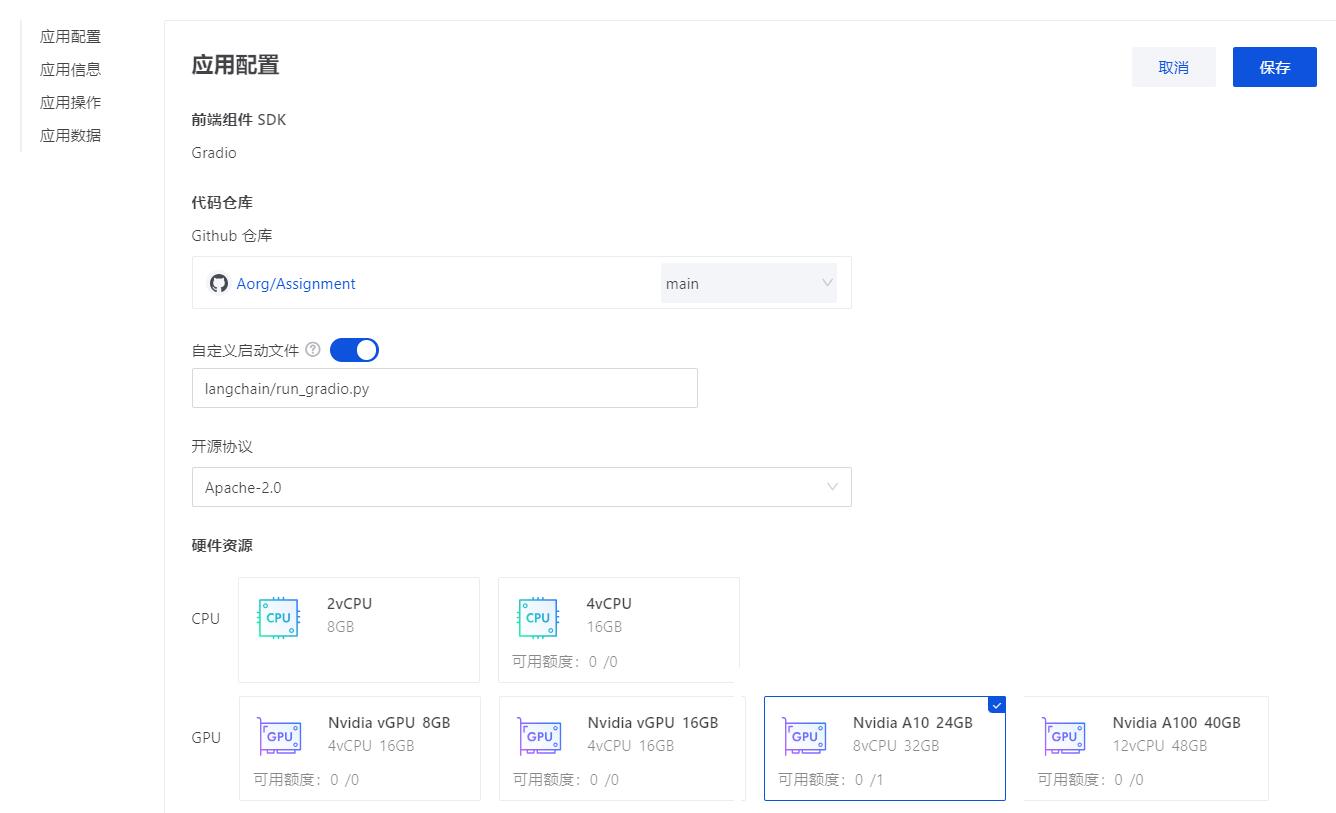 应用配置
应用信息
应用操作
应用数据
应用配置
取消
保存
前端组件 SDK
Gradio
代码仓库
Github 仓库
Aorg/Assignment
main
自定义启动文件 ?
langchain/run_gradio.py
开源协议
Apache-2.0
硬件资源
CPU
CPU
2vCPU
8GB
CPU
4vCPU
16GB
可用额度：0 /0
GPU
GPU
Nvidia vGPU 8GB
4vCPU 16GB
可用额度：0 /0
GPU
Nvidia vGPU 16GB
4vCPU 16GB
可用额度：0 /0
GPU
Nvidia A10 24GB
8vCPU 32GB
可用额度：0 /1
GPU
Nvidia A100 40GB
12vCPU 48GB
可用额度：0 /0